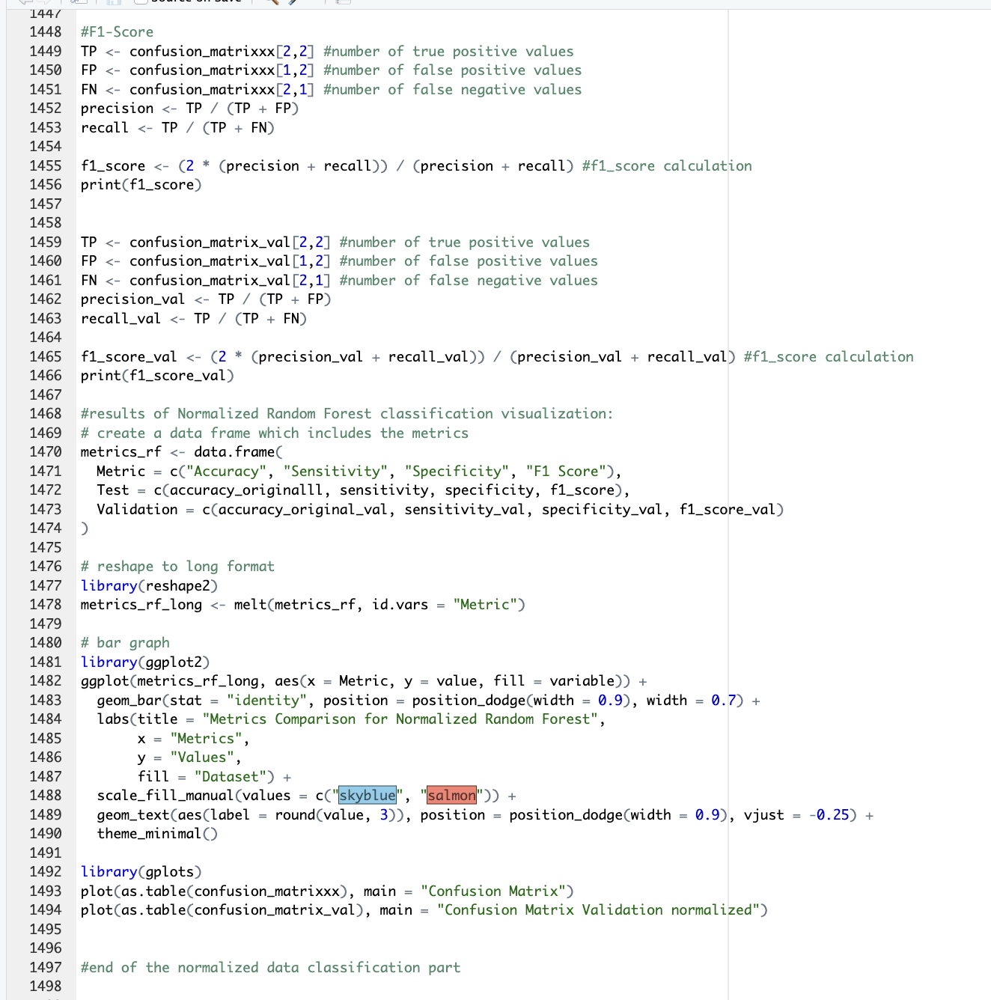 Source on Save
1447
1448 #F1-Score
1449 TP <- confusion_matrixxx[2,2] #number of true positive values
1450 FP <- confusion_matrixxx[1,2] #number of false positive values
1451 FN <- confusion_matrixxx[2,1] #number of false negative values
1452 precision <- TP / (TP + FP)
1453 recall <- TP / (TP + FN)
1454
1455 f1_score <- (2 * (precision + recall)) / (precision + recall) #f1_score calculation
1456 print(f1_score)
1457
1458
1459 TP <- confusion_matrix_val[2,2] #number of true positive values
1460 FP <- confusion_matrix_val[1,2] #number of false positive values
1461 FN <- confusion_matrix_val[2,1] #number of false negative values
1462 precision_val <- TP / (TP + FP)
1463 recall_val <- TP / (TP + FN)
1464
1465 f1_score_val <- (2 * (precision_val + recall_val)) / (precision_val + recall_val) #f1_score calculation
1466 print(f1_score_val)
1467
1468 #results of Normalized Random Forest classification visualization:
1469 # create a data frame which includes the metrics
1470 metrics_rf <- data.frame(
1471   Metric = c("Accuracy", "Sensitivity", "Specificity", "F1 Score"),
1472   Test = c(accuracy_originalll, sensitivity, specificity, f1_score),
1473   Validation = c(accuracy_original_val, sensitivity_val, specificity_val, f1_score_val)
1474 )
1475
1476 # reshape to long format
1477 library(reshape2)
1478 metrics_rf_long <- melt(metrics_rf, id.vars = "Metric")
1479
1480 # bar graph
1481 library(ggplot2)
1482 ggplot(metrics_rf_long, aes(x = Metric, y = value, fill = variable)) +
1483   geom_bar(stat = "identity", position = position_dodge(width = 0.9), width = 0.7) +
1484   labs(title = "Metrics Comparison for Normalized Random Forest",
1485        x = "Metrics",
1486        y = "Values",
1487        fill = "Dataset") +
1488   scale_fill_manual(values = c("skyblue", "salmon")) +
1489   geom_text(aes(label = round(value, 3)), position = position_dodge(width = 0.9), vjust = -0.25) +
1490   theme_minimal()
1491
1492 library(gplots)
1493 plot(as.table(confusion_matrixxx), main = "Confusion Matrix")
1494 plot(as.table(confusion_matrix_val), main = "Confusion Matrix Validation normalized")
1495
1496
1497 #end of the normalized data classification part
1498